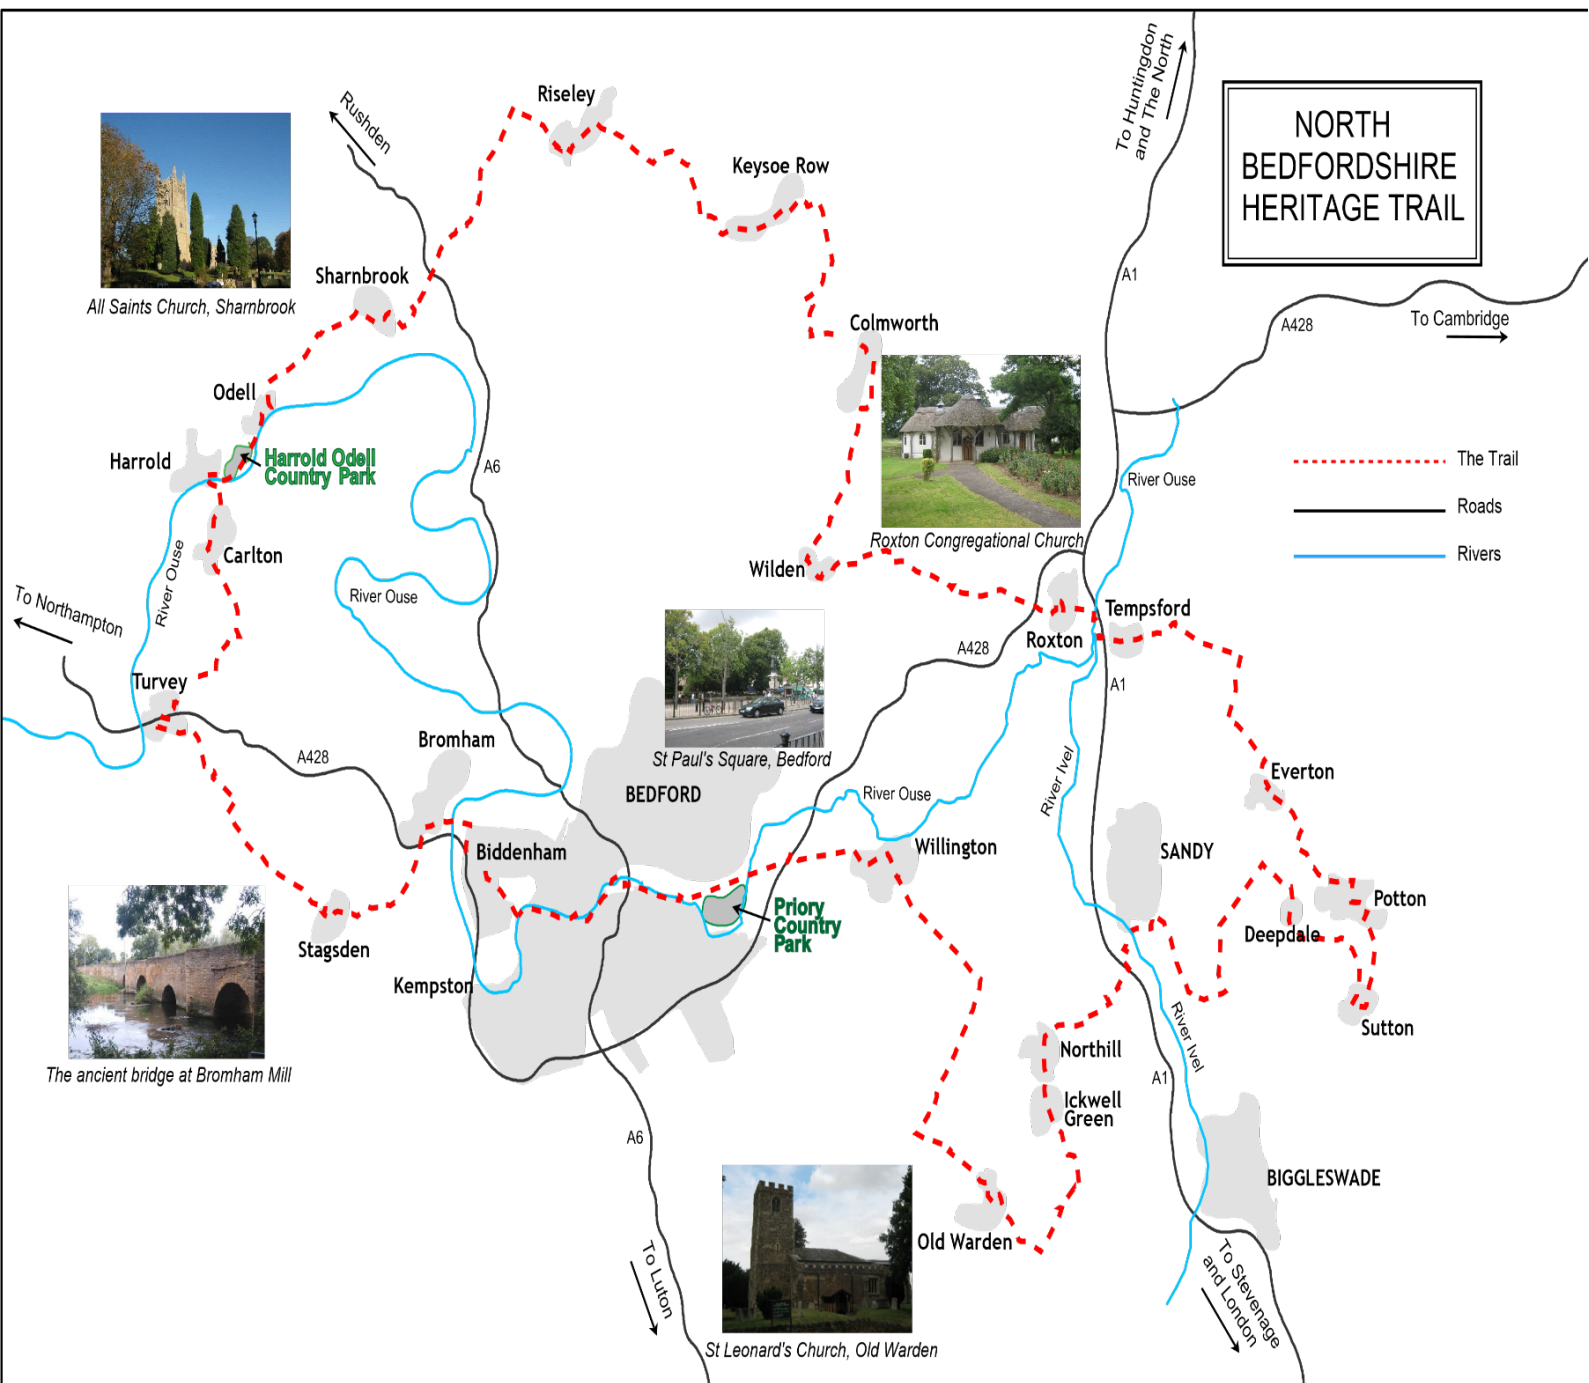 NORTH
BEDFORDSHIRE
HERITAGE TRAIL
To Huntingdon
and The North
Rushden
Riseley
Keysoe Row
Sharnbrook
All Saints Church, Sharnbrook
A1
A428
To Cambridge
Colmworth
Odell
Harrold
Harrold Odell
Country Park
A6
The Trail
Roads
Rivers
River Ouse
Roxton Congregational Church
Carlton
River Ouse
Wilden
River Ouse
To Northampton
Tempsford
Roxton
A428
A1
Turvey
Bromham
A428
St Paul's Square, Bedford
BEDFORD
River Ouse
River Ivel
Everton
Biddenham
Willington
SANDY
Potton
Priory
Country
Park
Deepdale
Stagsden
Kempston
Sutton
River Ivel
Northill
The ancient bridge at Bromham Mill
A1
Ickwell
Green
A6
BIGGLESWADE
Old Warden
To Luton
To Stevenage
and London
St Leonard's Church, Old Warden